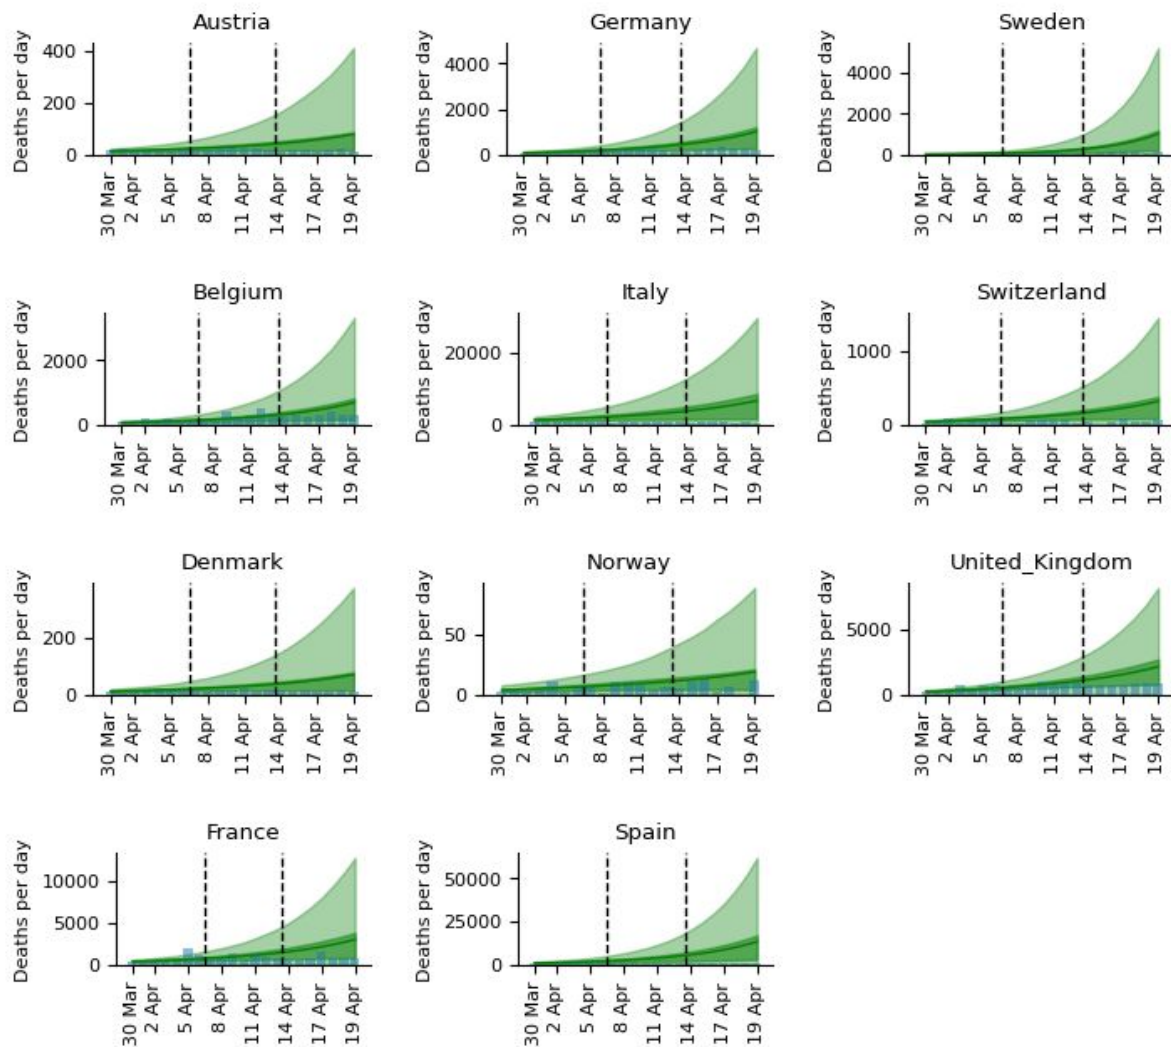 Austria
Deaths per day
400
200
0
30 Mar
2 Apr
5 Apr
8 Apr
11 Apr
14 Apr
17 Apr
19 Apr
Germany
Deaths per day
4000
2000
0
30 Mar
2 Apr
5 Apr
8 Apr
11 Apr
14 Apr
17 Apr
19 Apr
Sweden
Deaths per day
4000
2000
0
30 Mar
2 Apr
5 Apr
8 Apr
11 Apr
14 Apr
17 Apr
19 Apr
Belgium
Deaths per day
2000
0
30 Mar
2 Apr
5 Apr
8 Apr
11 Apr
14 Apr
17 Apr
19 Apr
Italy
Deaths per day
20000
0
30 Mar
2 Apr
5 Apr
8 Apr
11 Apr
14 Apr
17 Apr
19 Apr
Switzerland
Deaths per day
1000
0
30 Mar
2 Apr
5 Apr
8 Apr
11 Apr
14 Apr
17 Apr
19 Apr
Denmark
Deaths per day
200
0
30 Mar
2 Apr
5 Apr
8 Apr
11 Apr
14 Apr
17 Apr
19 Apr
Norway
Deaths per day
50
0
30 Mar
2 Apr
5 Apr
8 Apr
11 Apr
14 Apr
17 Apr
19 Apr
United_Kingdom
Deaths per day
5000
0
30 Mar
2 Apr
5 Apr
8 Apr
11 Apr
14 Apr
17 Apr
19 Apr
France
Deaths per day
10000
5000
0
30 Mar
2 Apr
5 Apr
8 Apr
11 Apr
14 Apr
17 Apr
19 Apr
Spain
Deaths per day
50000
25000
0
30 Mar
2 Apr
5 Apr
8 Apr
11 Apr
14 Apr
17 Apr
19 Apr